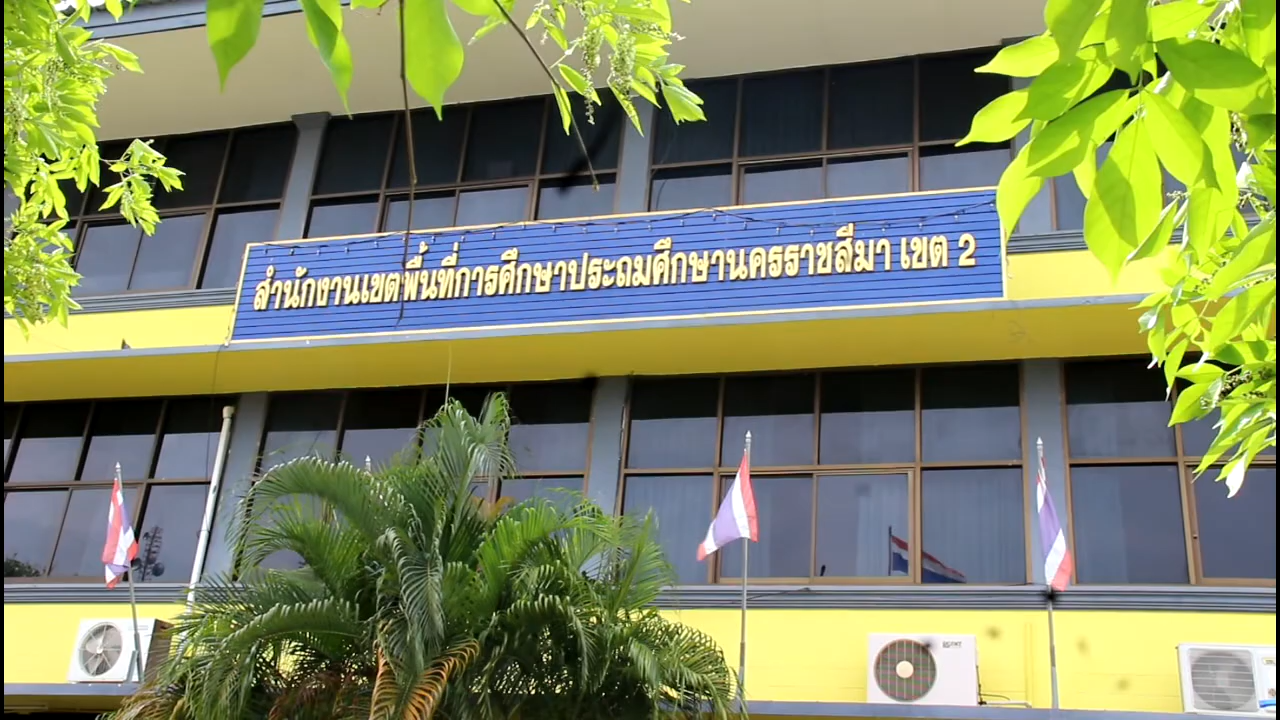 สำนักงานเขตพื้นที่การศึกษาประถมศึกษานครราชสีมา เขต 2